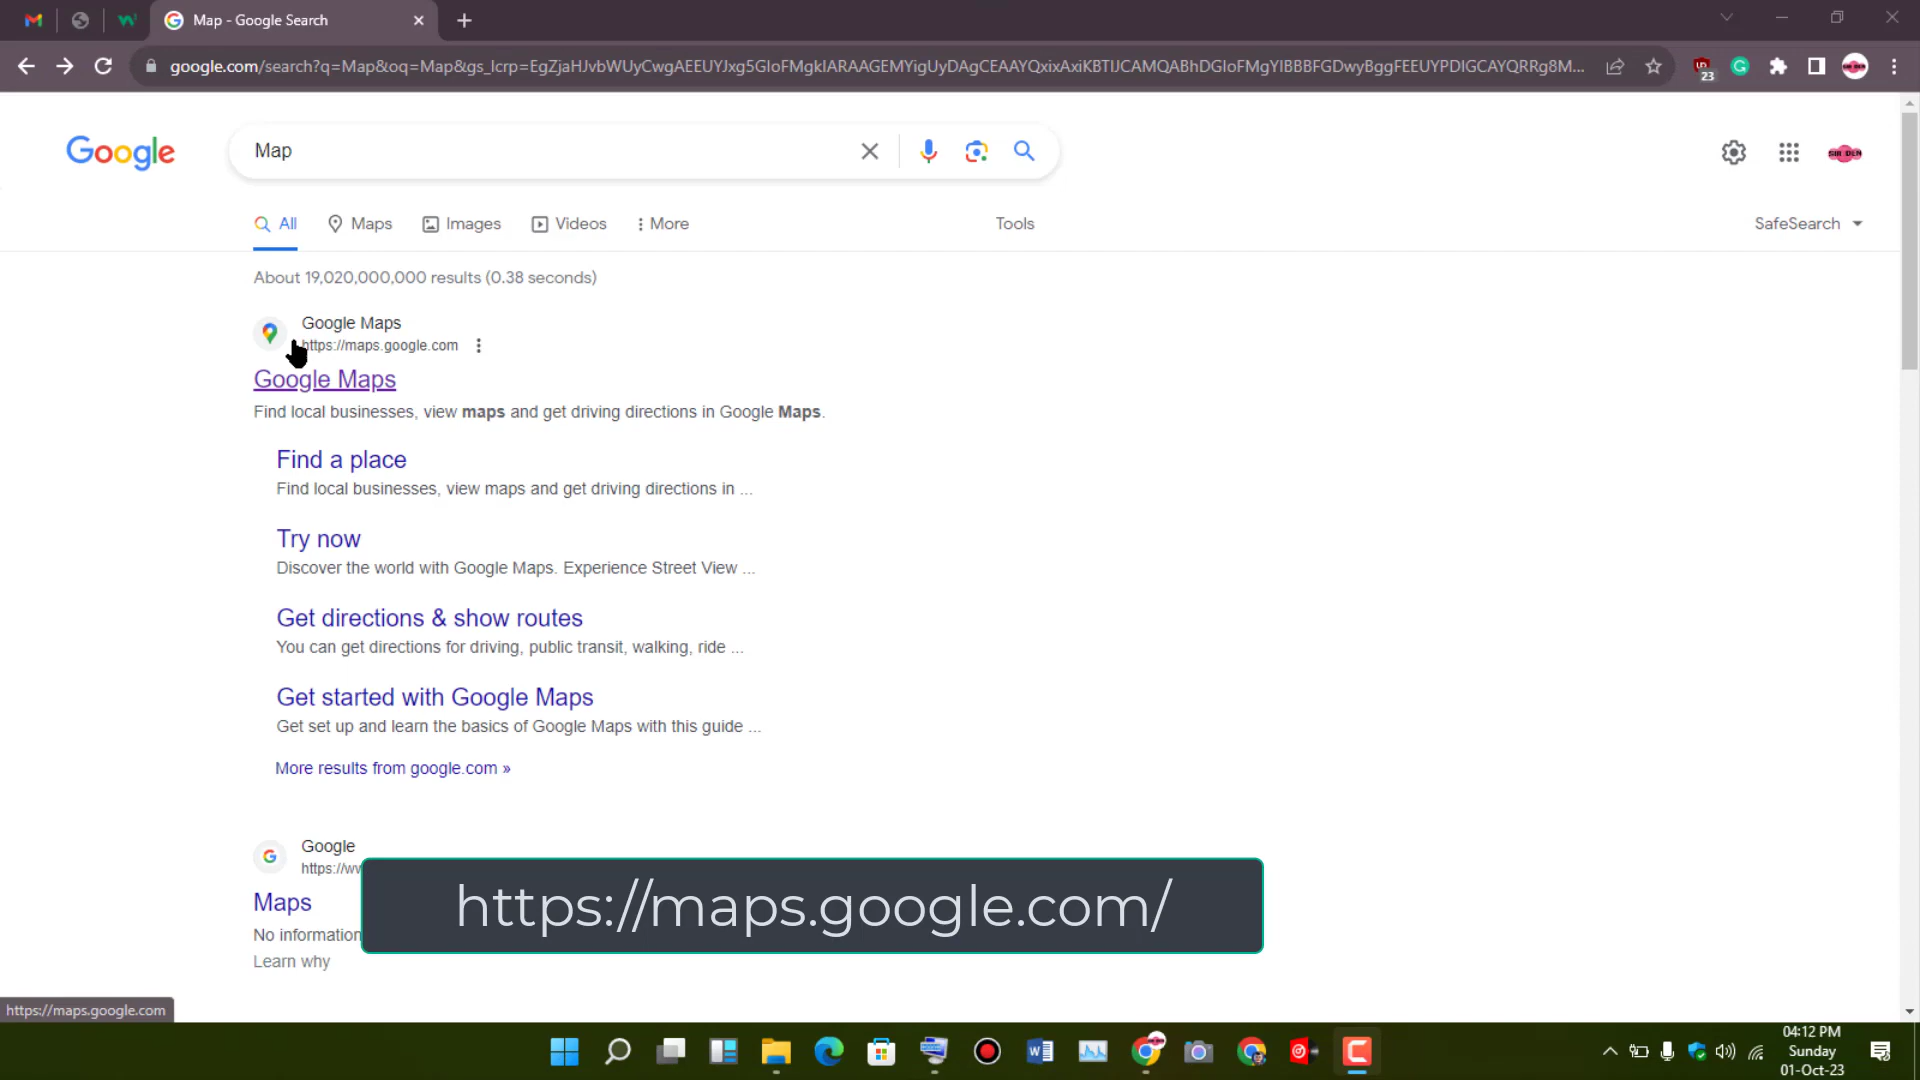 Map - Google Search
google.com/search?q=Map&oq=Map&gs_lcrp=EgZjaHJvbWUyCwgAEEUYJxg5GIoFMgkIARAAGEMYigUyDAgCEAAYQxixAxiKBTIJCAMQABhDGIoFMgYIBBBFGDwyBggFEEUYPDIGCAYQRRg8M...
23
Google
Map
SIR DEN
All
Maps
Images
Videos
More
Tools
SafeSearch
About 19,020,000,000 results (0.38 seconds)
Google Maps
https://maps.google.com
Google Maps
Find local businesses, view maps and get driving directions in Google Maps.
Find a place
Find local businesses, view maps and get driving directions in ...
Try now
Discover the world with Google Maps. Experience Street View ...
Get directions & show routes
You can get directions for driving, public transit, walking, ride ...
Get started with Google Maps
Get set up and learn the basics of Google Maps with this guide ...
More results from google.com »
Google
https://ww
Maps
No information
Learn why
https://maps.google.com/
https://maps.google.com
04:12 PM
Sunday
01-Oct-23